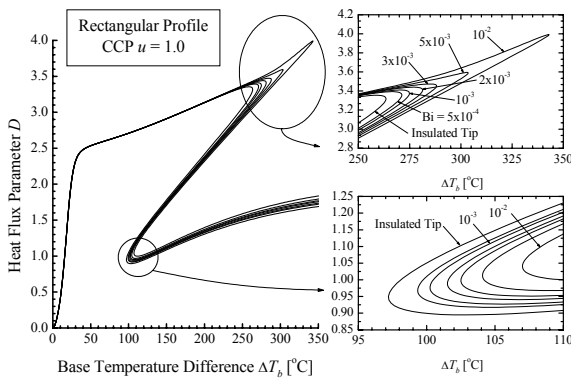 Rectangular Profile
CCP u = 1.0
Heat Flux Parameter D
4.0
3.5
3.0
2.5
2.0
1.5
1.0
0.5
0.0
0 50 100 150 200 250 300 350
Base Temperature Difference ΔT_b [°C]
4.0
3.8
3.6
3.4
3.2
3.0
2.8
10⁻²
5x10⁻³
3x10⁻³
2x10⁻³
10⁻³
Bi = 5x10⁻⁴
Insulated Tip
250 275 300 325 350
ΔT_b [°C]
1.25
1.20
1.15
1.10
1.05
1.00
0.95
0.90
0.85
Insulated Tip
10⁻³
10⁻²
95 100 105 110
ΔT_b [°C]